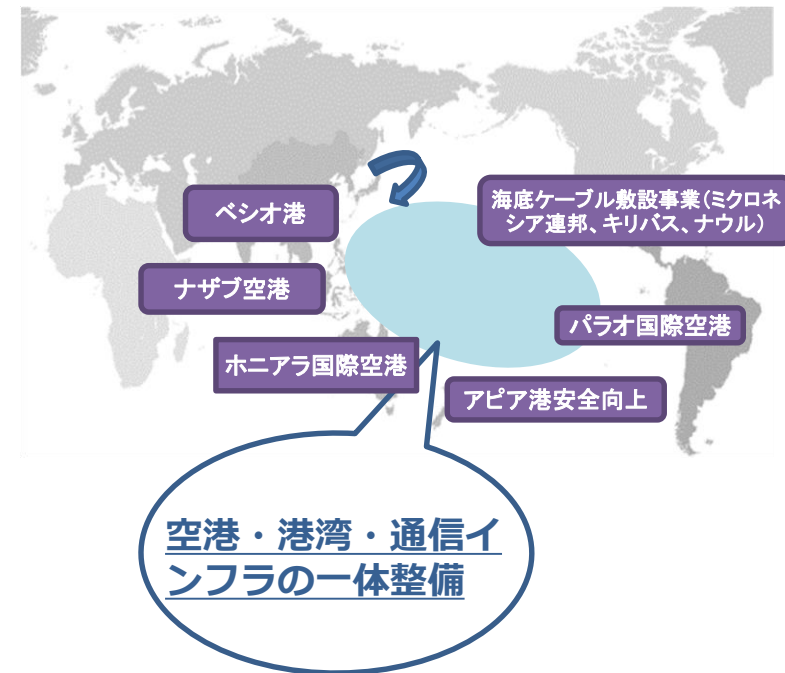 ベシオ港
海底ケーブル敷設事業(ミクロネ
シア連邦、キリバス、ナウル)
ナザブ空港
パラオ国際空港
ホニアラ国際空港
アピア港安全向上
空港・港湾・通信イ
ンフラの一体整備